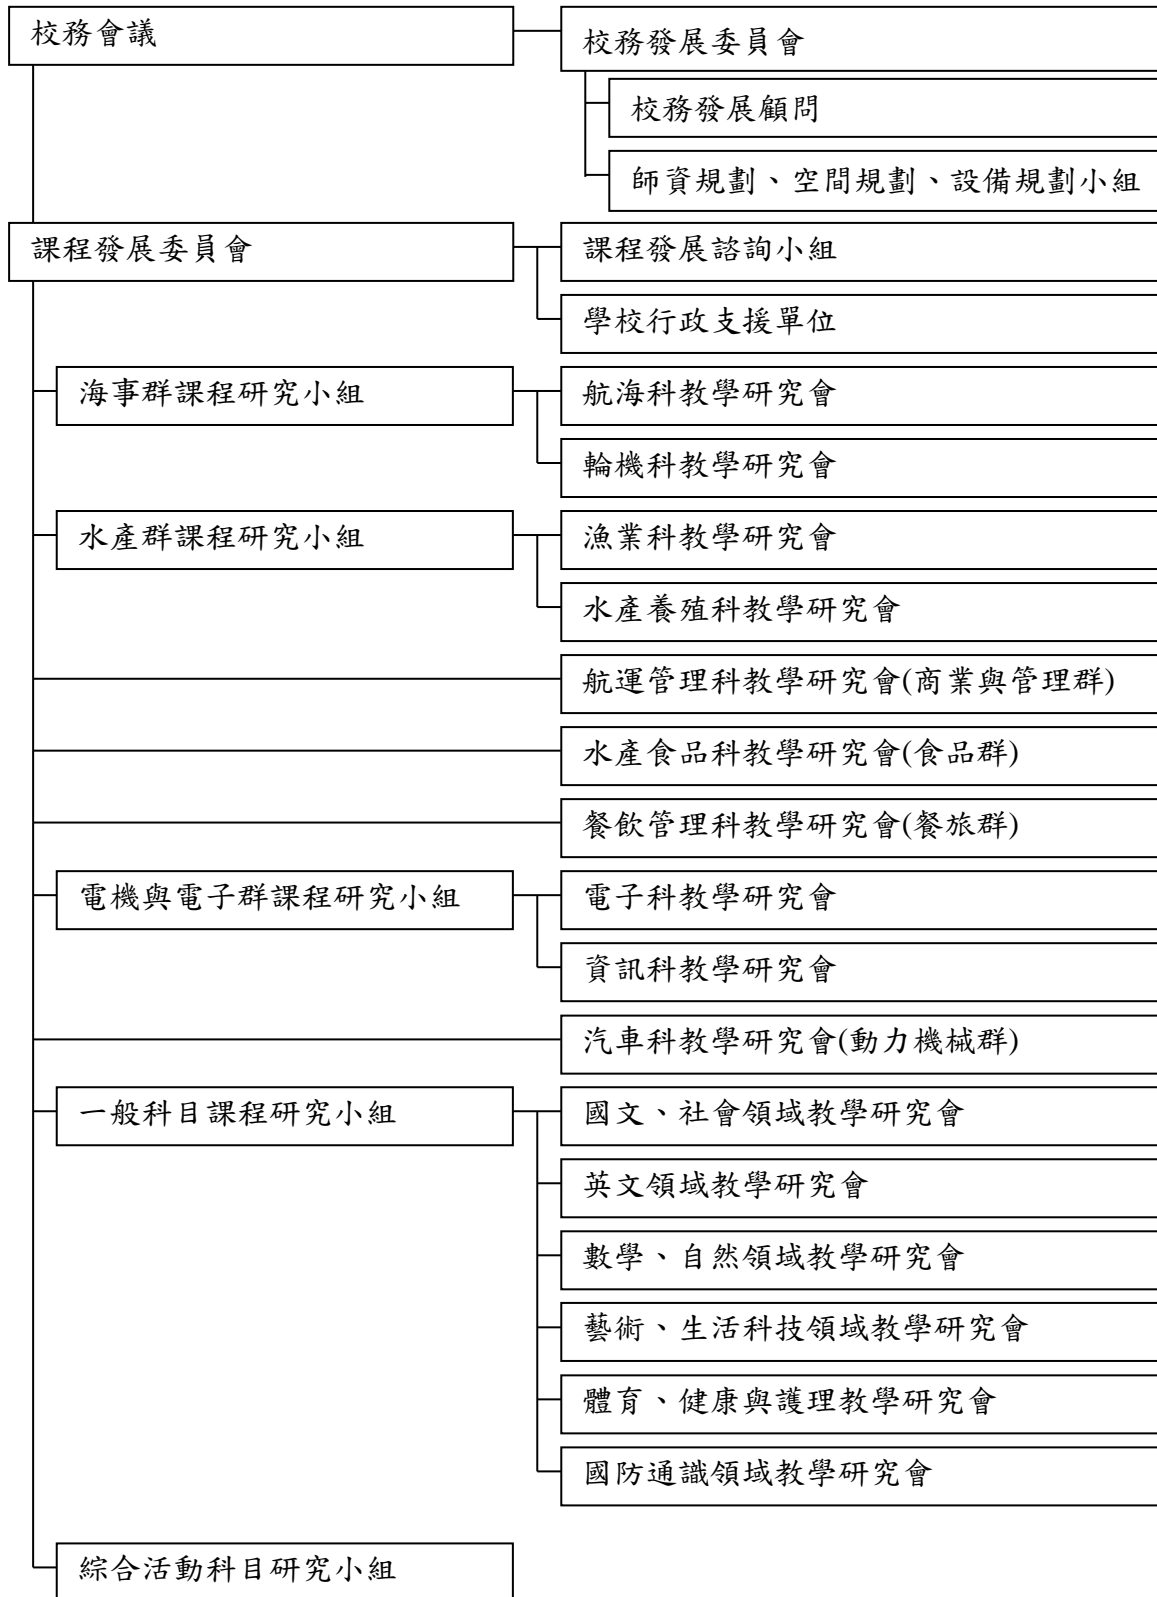 校務會議
校務發展委員會
校務發展顧問
師資規劃、空間規劃、設備規劃小組
課程發展委員會
課程發展諮詢小組
學校行政支援單位
海事群課程研究小組
航海科教學研究會
輪機科教學研究會
水產群課程研究小組
漁業科教學研究會
水產養殖科教學研究會
航運管理科教學研究會(商業與管理群)
水產食品科教學研究會(食品群)
餐飲管理科教學研究會(餐旅群)
電機與電子群課程研究小組
電子科教學研究會
資訊科教學研究會
汽車科教學研究會(動力機械群)
一般科目課程研究小組
國文、社會領域教學研究會
英文領域教學研究會
數學、自然領域教學研究會
藝術、生活科技領域教學研究會
體育、健康與護理教學研究會
國防通識領域教學研究會
綜合活動科目研究小組